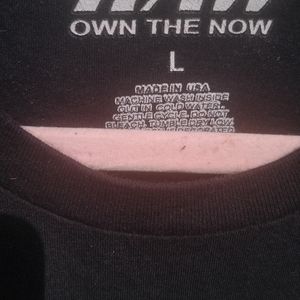 OWN THE NOW
L
MADE IN USA
MACHINE WASH INSIDE
OUT IN COLD WATER,
GENTLE CYCLE. DO NOT
BLEACH. TUMBLE DRY LOW.